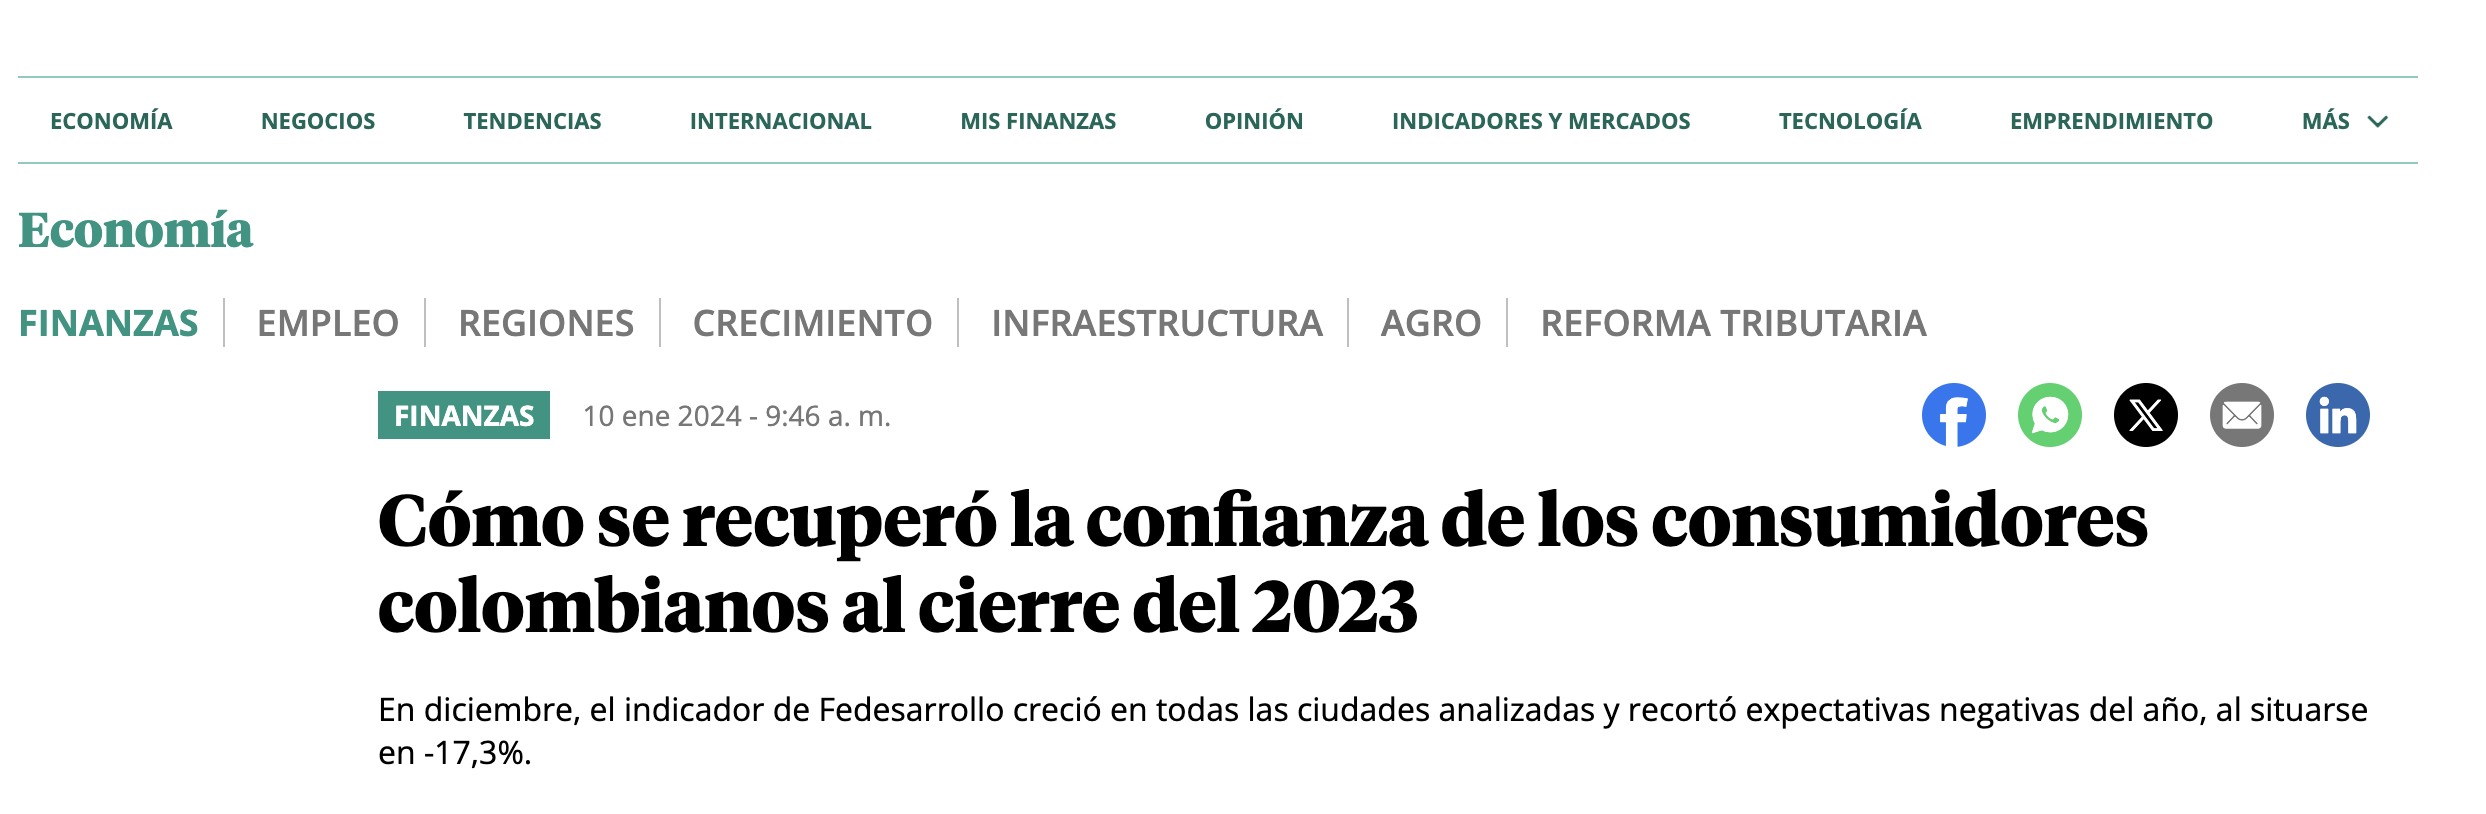 ECONOMÍA NEGOCIOS TENDENCIAS INTERNACIONAL MIS FINANZAS OPINIÓN INDICADORES Y MERCADOS TECNOLOGÍA EMPRENDIMIENTO MÁS
Economía
FINANZAS EMPLEO REGIONES CRECIMIENTO INFRAESTRUCTURA AGRO REFORMA TRIBUTARIA
FINANZAS 10 ene 2024 - 9:46 a. m.
Cómo se recuperó la confianza de los consumidores
colombianos al cierre del 2023
En diciembre, el indicador de Fedesarrollo creció en todas las ciudades analizadas y recortó expectativas negativas del año, al situarse
en -17,3%.